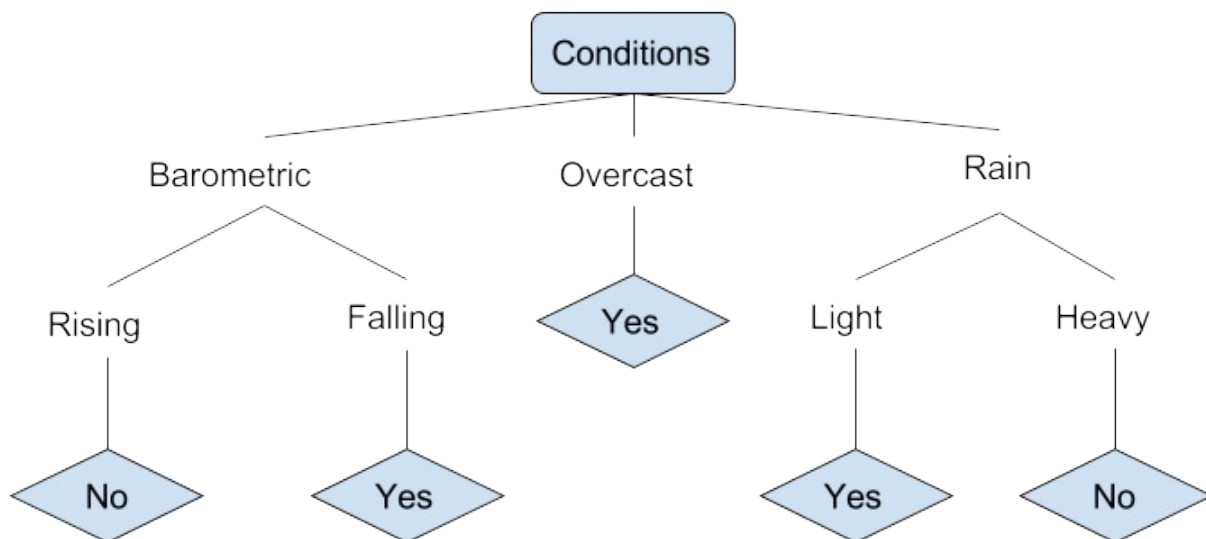 Conditions
Barometric
Overcast
Rain
Rising
Falling
Yes
Light
Heavy
No
Yes
Yes
No